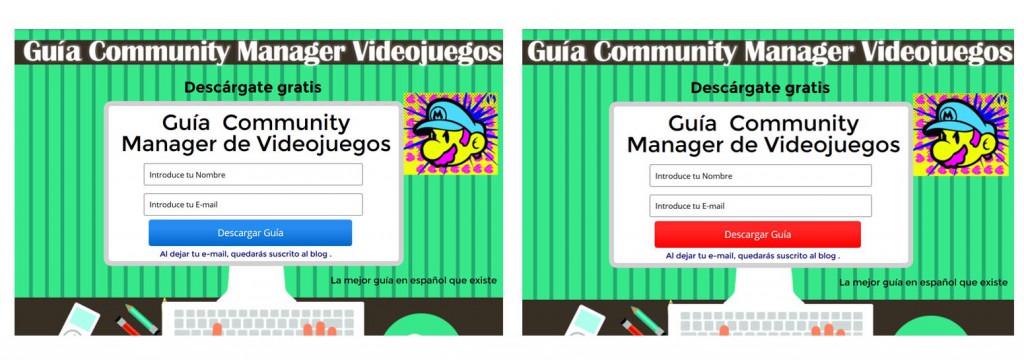 Guía Community Manager Videojuegos
Descárgate gratis
M
Guía Community
Manager de Videojuegos
Introduce tu Nombre
Introduce tu E-mail
Descargar Guía
Al dejar tu e-mail, quedarás suscrito al blog .
La mejor guía en español que existe
Guía Community Manager Videojuegos
Descárgate gratis
M
Guía Community
Manager de Videojuegos
Introduce tu Nombre
Introduce tu E-mail
Descargar Guía
Al dejar tu e-mail, quedarás suscrito al blog .
La mejor guía en español que existe